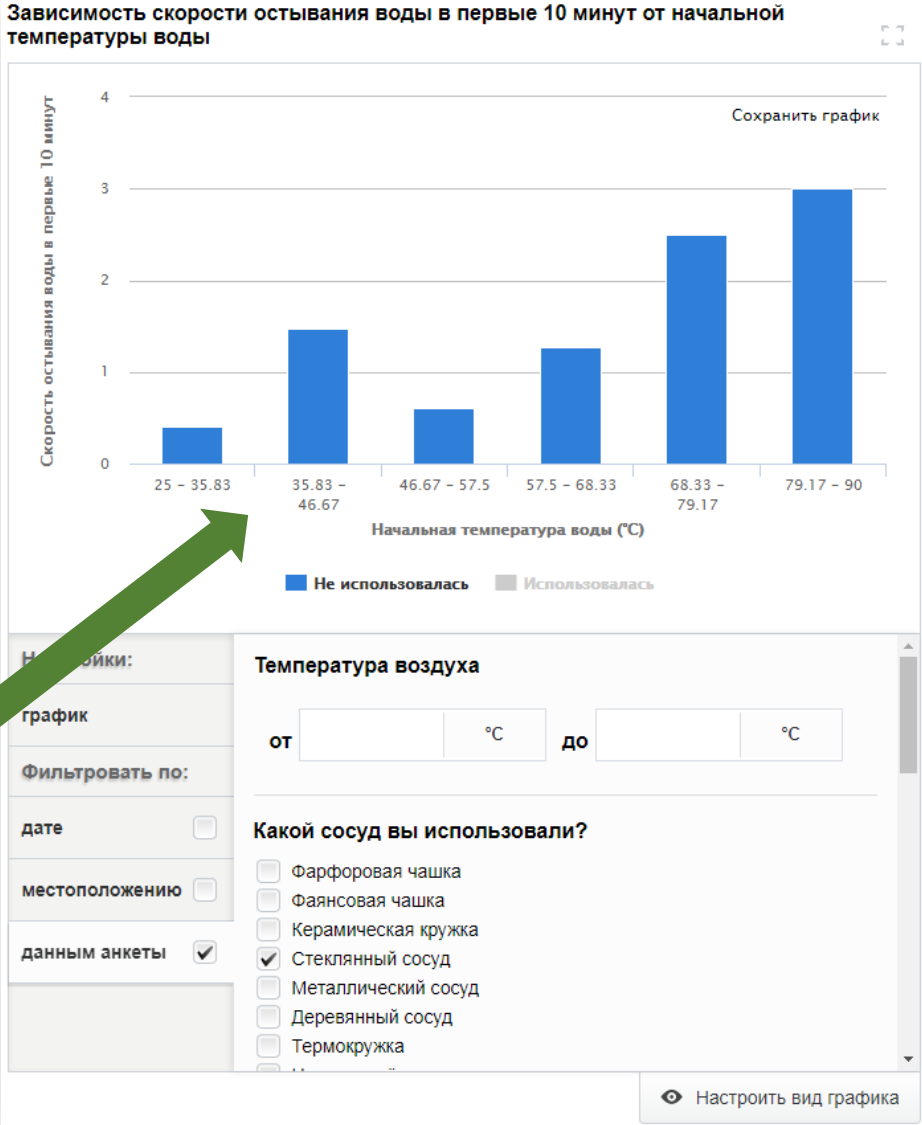 Зависимость скорости остывания воды в первые 10 минут от начальной
температуры воды
Сохранить график
Скорость остывания воды в первые 10 минут
4
3
2
1
0
25 – 35.83
35.83 –
46.67
46.67 – 57.5
57.5 – 68.33
68.33 –
79.17
79.17 – 90
Начальная температура воды (°C)
Не использовалась
Использовалась
график
Фильтровать по:
дате
местоположению
данным анкеты
Температура воздуха
от °C до °C
Какой сосуд вы использовали?
Фарфоровая чашка
Фаянсовая чашка
Керамическая кружка
Стеклянный сосуд
Металлический сосуд
Деревянный сосуд
Термокружка
Настроить вид графика